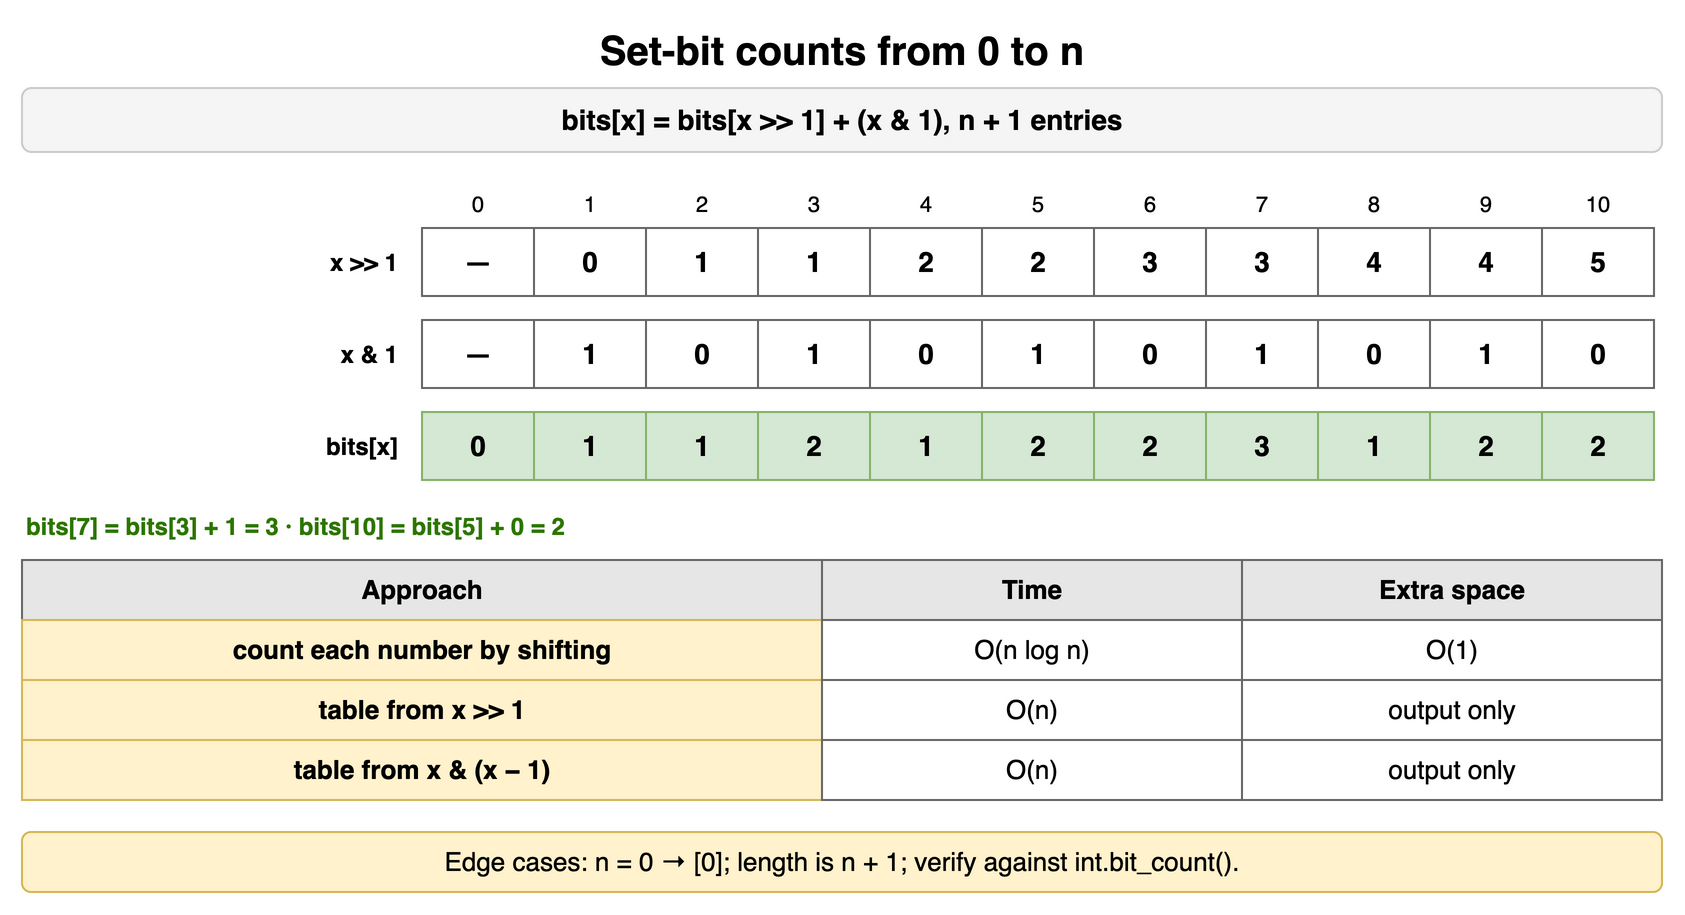 Set-bit counts from 0 to n
bits[x] = bits[x >> 1] + (x & 1), n + 1 entries
0 1 2 3 4 5 6 7 8 9 10
x >> 1 — 0 1 1 2 2 3 3 4 4 5
x & 1 — 1 0 1 0 1 0 1 0 1 0
bits[x] 0 1 1 2 1 2 2 3 1 2 2
bits[7] = bits[3] + 1 = 3 · bits[10] = bits[5] + 0 = 2
Approach Time Extra space
count each number by shifting O(n log n) O(1)
table from x >> 1 O(n) output only
table from x & (x − 1) O(n) output only
Edge cases: n = 0 → [0]; length is n + 1; verify against int.bit_count().